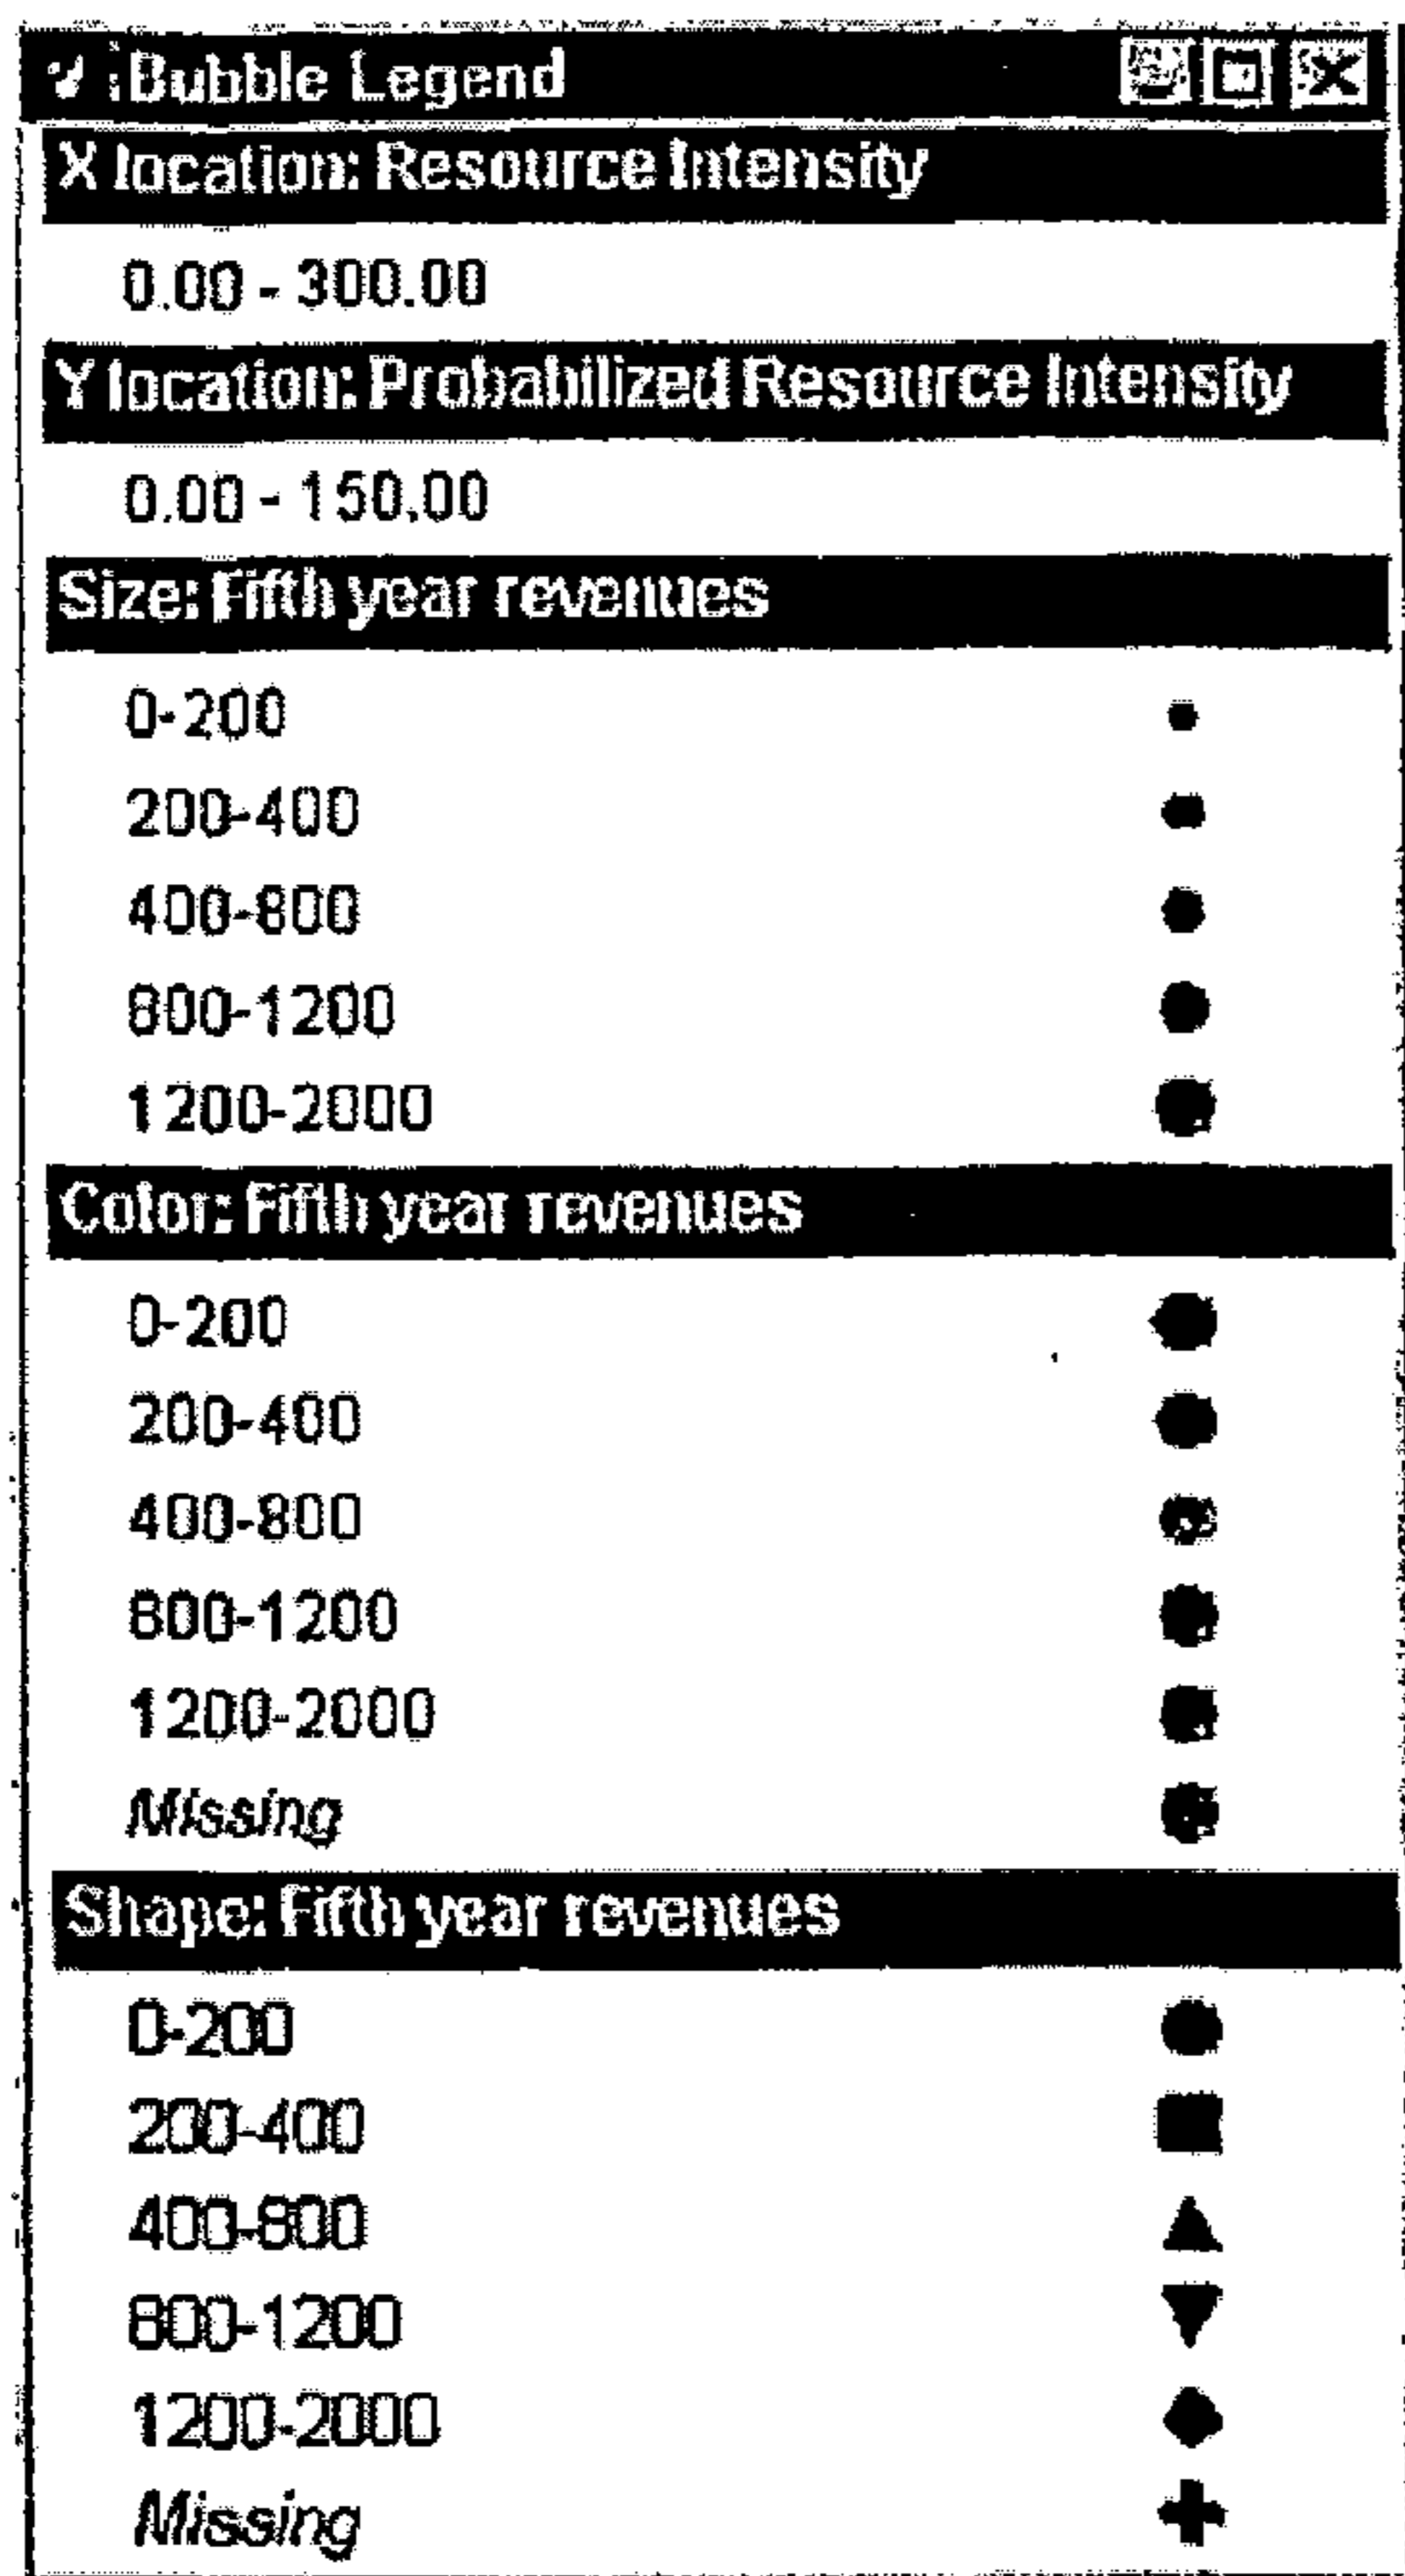 Bubble Legend
X location: Resource Intensity
0.00 - 300.00
Y location: Probabilized Resource Intensity
0.00 - 150.00
Size: Fifth year revenues
0-200
200-400
400-800
800-1200
1200-2000
Color: Fifth year revenues
0-200
200-400
400-800
800-1200
1200-2000
Missing
Shape: Fifth year revenues
0-200
200-400
400-800
800-1200
1200-2000
Missing